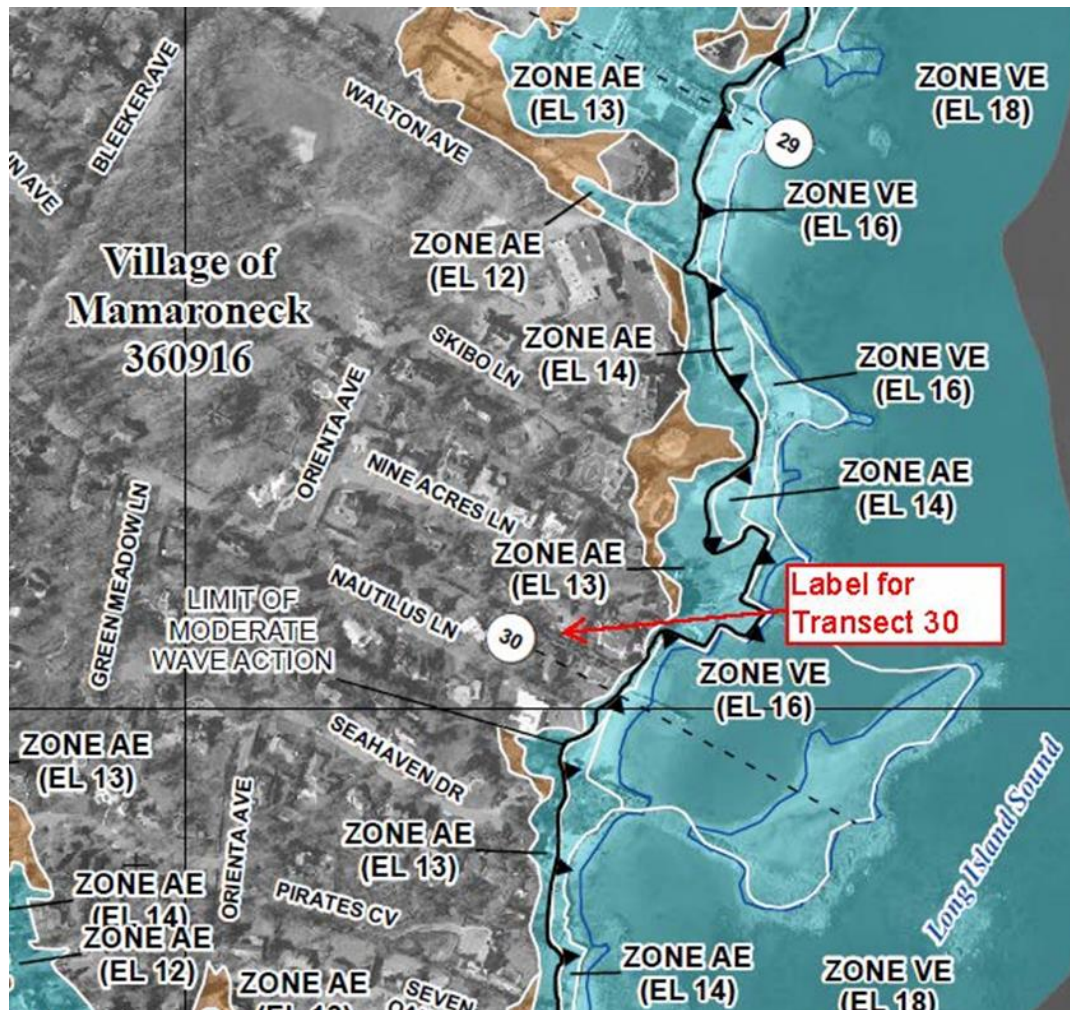 ZONE AE
(EL 13)
ZONE VE
(EL 18)
BLEEKER AVE
WALTON AVE
29
ZONE VE
(EL 16)
ZONE AE
(EL 12)
Village of
Mamaroneck
360916
SKIBO LN
ZONE AE
(EL 14)
ZONE VE
(EL 16)
ORIENTA AVE
NINE ACRES LN
ZONE AE
(EL 14)
GREEN MEADOW LN
ZONE AE
(EL 13)
Label for
Transect 30
NAUTILUS LN
LIMIT OF
MODERATE
WAVE ACTION
30
ZONE VE
(EL 16)
ZONE AE
(EL 13)
SEAHAVEN DR
ORIENTA AVE
ZONE AE
(EL 13)
Long Island Sound
PIRATES CV
ZONE AE
(EL 14)
ZONE AE
(EL 12)
ZONE AE
SEVEN
ZONE AE
(EL 14)
ZONE VE
(EL 18)